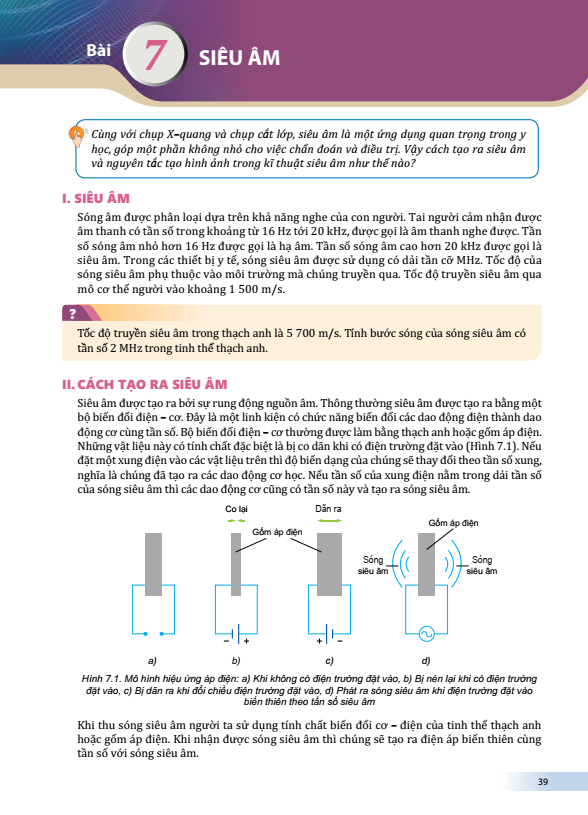 Bài
7
SIÊU ÂM
Cùng với chụp X–quang và chụp cắt lớp, siêu âm là một ứng dụng quan trọng trong y
học, góp một phần không nhỏ cho việc chẩn đoán và điều trị. Vậy cách tạo ra siêu âm
và nguyên tắc tạo hình ảnh trong kĩ thuật siêu âm như thế nào?
I. SIÊU ÂM
Sóng âm được phân loại dựa trên khả năng nghe của con người. Tai người cảm nhận được
âm thanh có tần số trong khoảng từ 16 Hz tới 20 kHz, được gọi là âm thanh nghe được. Tần
số sóng âm nhỏ hơn 16 Hz được gọi là hạ âm. Tần số sóng âm cao hơn 20 kHz được gọi là
siêu âm. Trong các thiết bị y tế, sóng siêu âm được sử dụng có dải tần cỡ MHz. Tốc độ của
sóng siêu âm phụ thuộc vào môi trường mà chúng truyền qua. Tốc độ truyền siêu âm qua
mô cơ thể người vào khoảng 1 500 m/s.
?
Tốc độ truyền siêu âm trong thạch anh là 5 700 m/s. Tính bước sóng của sóng siêu âm có
tần số 2 MHz trong tinh thể thạch anh.
II. CÁCH TẠO RA SIÊU ÂM
Siêu âm được tạo ra bởi sự rung động nguồn âm. Thông thường siêu âm được tạo ra bằng một
bộ biến đổi điện – cơ. Đây là một linh kiện có chức năng biến đổi các dao động điện thành dao
động cơ cùng tần số. Bộ biến đổi điện – cơ thường được làm bằng thạch anh hoặc gốm áp điện.
Những vật liệu này có tính chất đặc biệt là bị co dãn khi có điện trường đặt vào (Hình 7.1). Nếu
đặt một xung điện vào các vật liệu trên thì độ biến dạng của chúng sẽ thay đổi theo tần số xung,
nghĩa là chúng đã tạo ra các dao động cơ học. Nếu tần số của xung điện nằm trong dải tần số
của sóng siêu âm thì các dao động cơ cũng có tần số này và tạo ra sóng siêu âm.
Co lại
Dãn ra
Gốm áp điện
Gốm áp điện
Sóng
siêu âm
Sóng
siêu âm
– +
+ –
a)
b)
c)
d)
Hình 7.1. Mô hình hiệu ứng áp điện: a) Khi không có điện trường đặt vào, b) Bị nén lại khi có điện trường
đặt vào, c) Bị dãn ra khi đổi chiều điện trường đặt vào, d) Phát ra sóng siêu âm khi điện trường đặt vào
biến thiên theo tần số siêu âm
Khi thu sóng siêu âm người ta sử dụng tính chất biến đổi cơ – điện của tinh thể thạch anh
hoặc gốm áp điện. Khi nhận được sóng siêu âm thì chúng sẽ tạo ra điện áp biến thiên cùng
tần số với sóng siêu âm.
39